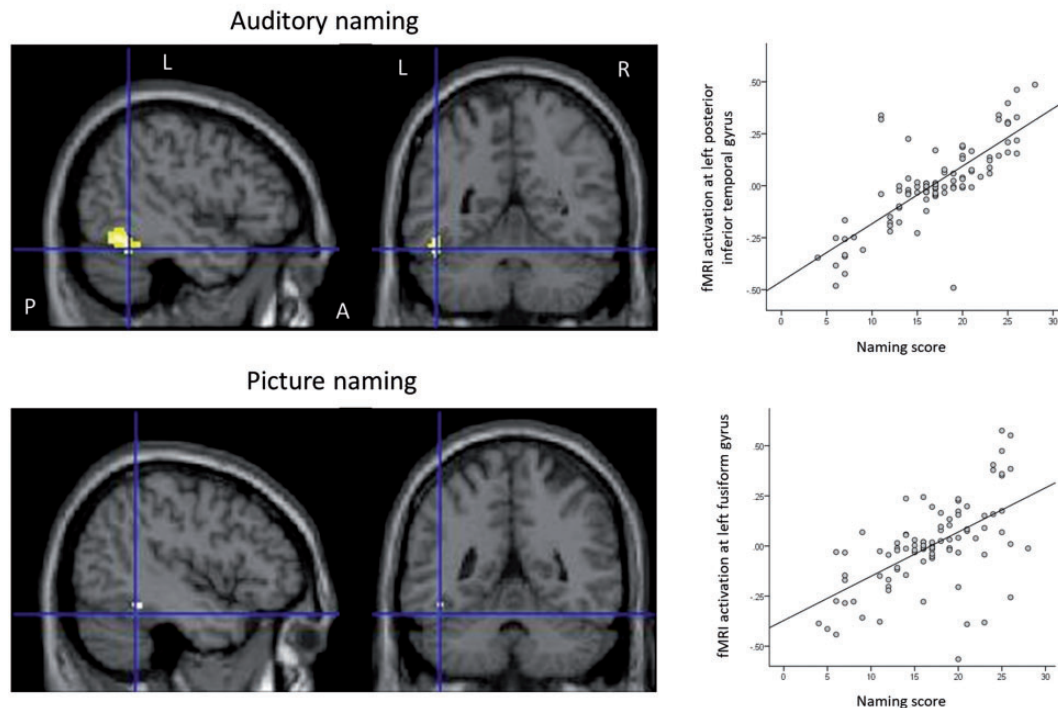 Auditory naming
L
L
R
P
A
fMRI activation at left posterior
inferior temporal gyrus
.50
.25
.00
-.25
-.50
0 5 10 15 20 25 30
Naming score
Picture naming
fMRI activation at left fusiform gyrus
.50
.25
.00
-.25
-.50
0 5 10 15 20 25 30
Naming score